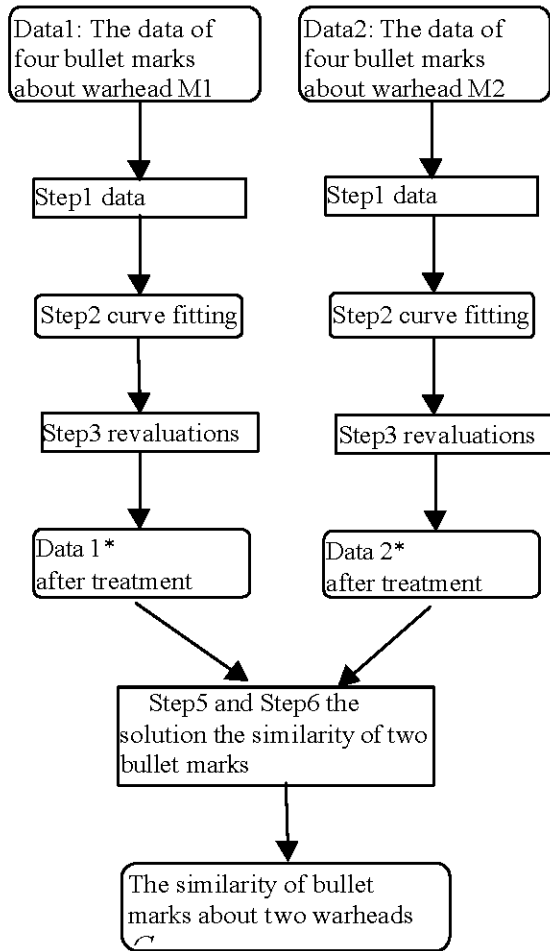 Data1: The data of
four bullet marks
about warhead M1
Data2: The data of
four bullet marks
about warhead M2
Step1 data
Step1 data
Step2 curve fitting
Step2 curve fitting
Step3 revaluations
Step3 revaluations
Data 1*
after treatment
Data 2*
after treatment
Step5 and Step6 the
solution the similarity of two
bullet marks
The similarity of bullet
marks about two warheads